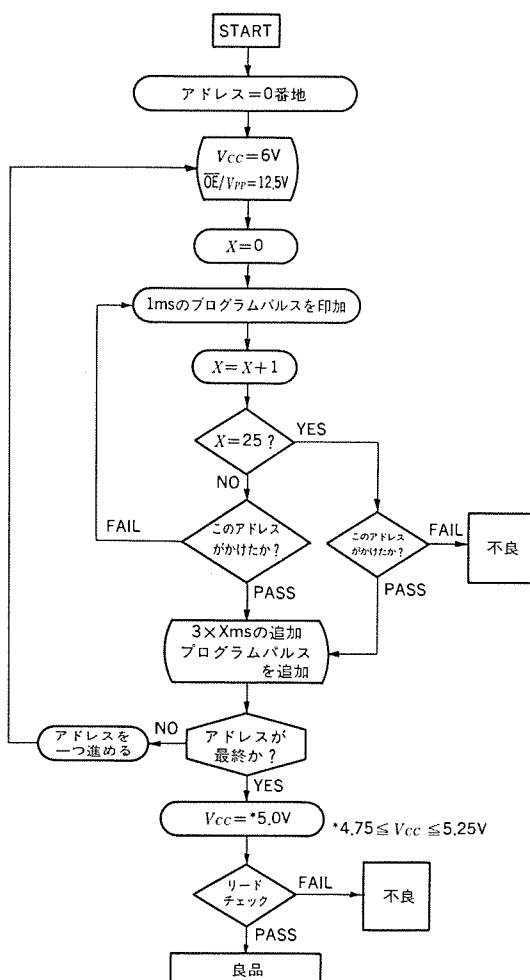 START
アドレス=0番地
VCC=6V
OE/VPP=12.5V
X=0
1msのプログラムパルスを印加
X=X+1
X=25?
YES
NO
このアドレス
がかけたか?
FAIL
PASS
このアドレス
がかけたか?
FAIL
不良
PASS
3×Xmsの追加
プログラムパルス
を追加
アドレスが
最終か?
NO
アドレスを
一つ進める
YES
VCC=*5.0V
*4.75≦VCC≦5.25V
リード
チェック
FAIL
不良
PASS
良品